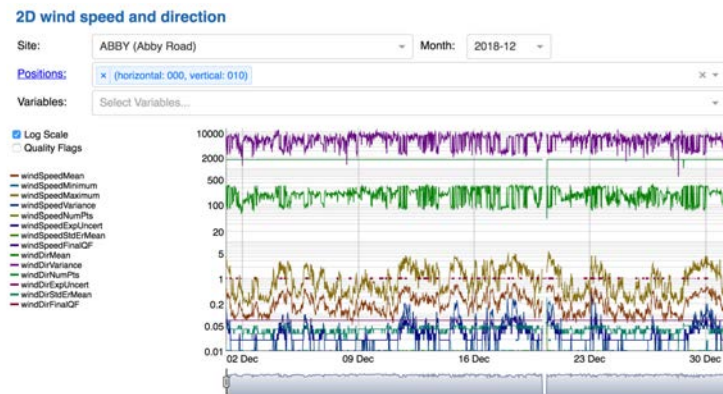 2D wind speed and direction
Site:
ABBY (Abby Road)
Month:
2018-12
Positions:
× (horizontal: 000, vertical: 010)
Variables:
Select Variables...
Log Scale
Quality Flags
windSpeedMean
windSpeedMinimum
windSpeedMaximum
windSpeedVariance
windSpeedNumPts
windSpeedExpUncert
windSpeedStdErMean
windSpeedFinalQF
windDirMean
windDirVariance
windDirNumPts
windDirExpUncert
windDirStdErMean
windDirFinalQF
10000
2000
500
100
20
5
1
0.2
0.05
0.01
02 Dec
09 Dec
16 Dec
23 Dec
30 Dec